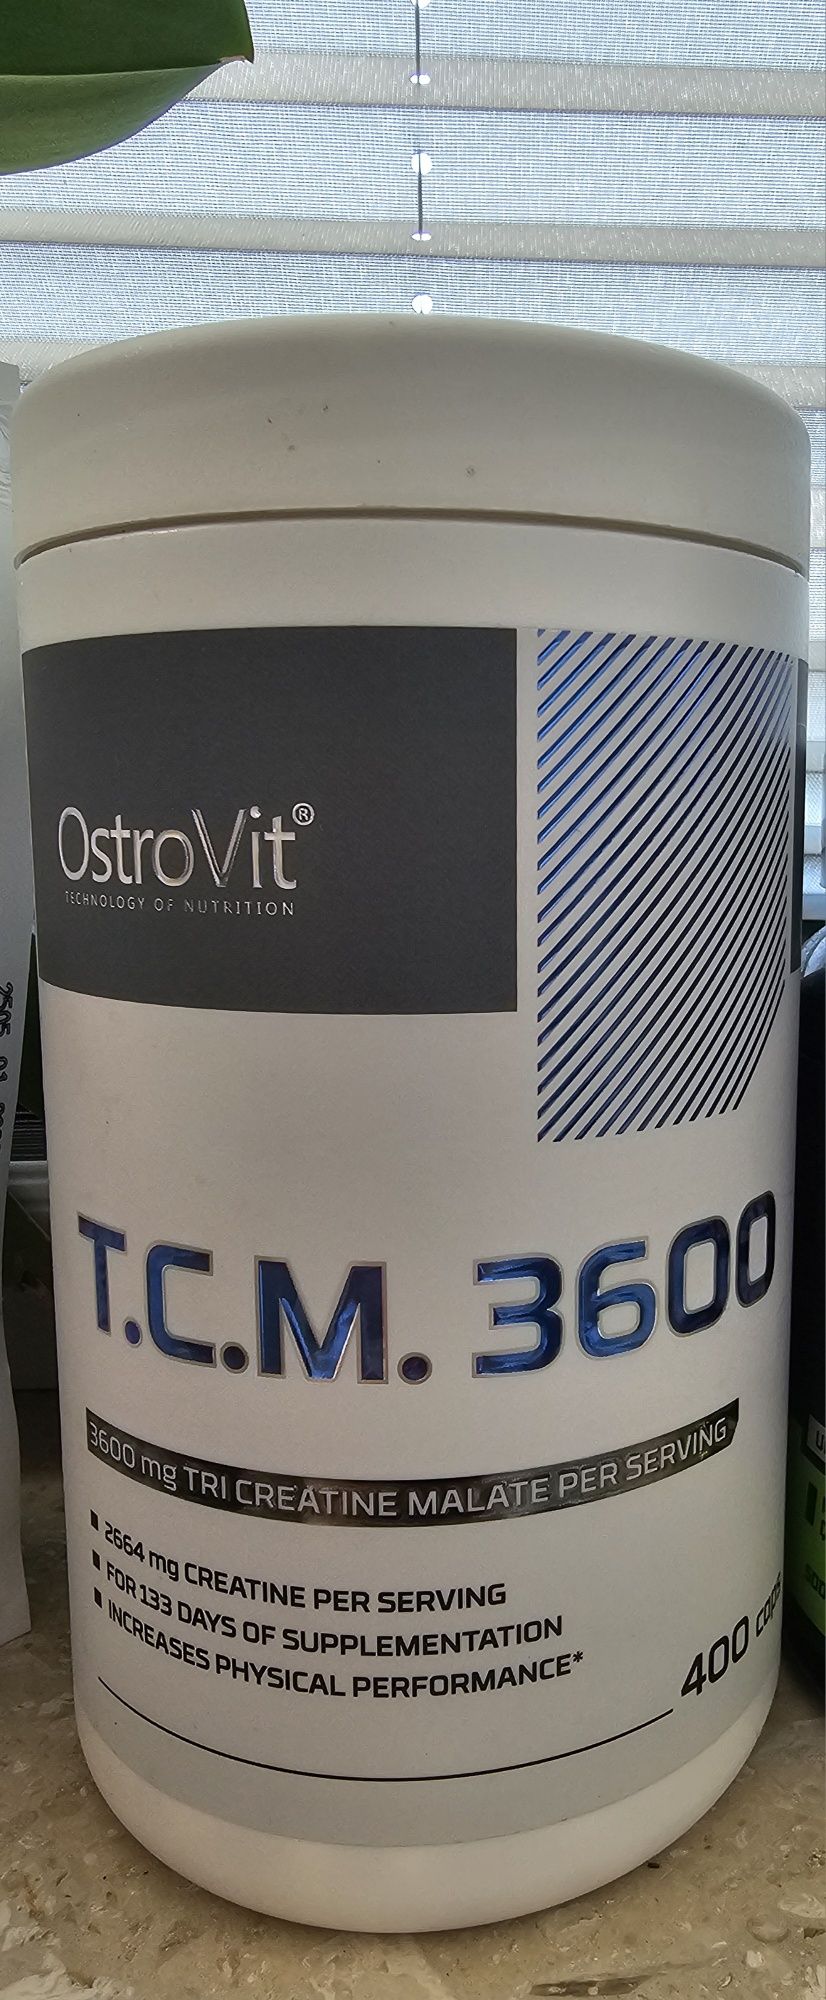 OstroVit®
TECHNOLOGY OF NUTRITION
T.C.M. 3600
3600 mg TRI CREATINE MALATE PER SERVING
2664 mg CREATINE PER SERVING
FOR 133 DAYS OF SUPPLEMENTATION
INCREASES PHYSICAL PERFORMANCE*
400 caps